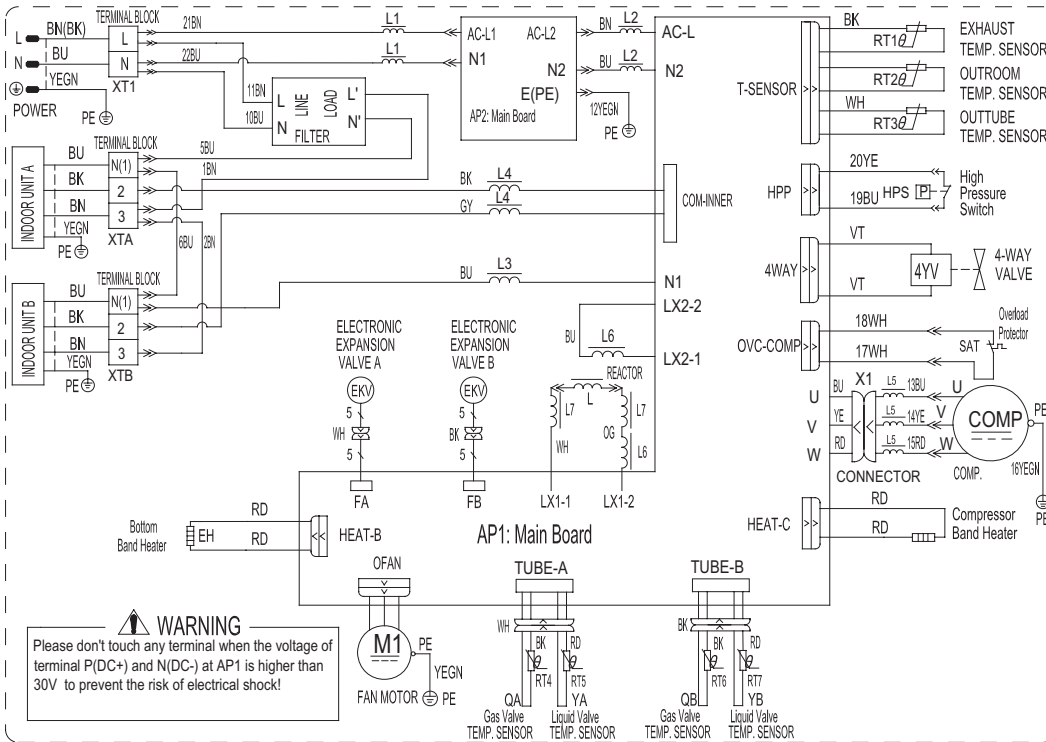 TERMINAL BLOCK
L
BN(BK)
N
BU
YEGN
POWER
PE
L
N
XT1
21BN
22BU
L1
L1
11BN
10BU
L
N
LINE
LOAD
FILTER
L'
N'
AC-L1
N1
AC-L2
N2
E(PE)
AP2: Main Board
BN
L2
BU
L2
12YEGN
PE
AC-L
N2
T-SENSOR
BK
RT1θ
EXHAUST
TEMP. SENSOR
RT2θ
OUTROOM
TEMP. SENSOR
WH
RT3θ
OUTTUBE
TEMP. SENSOR
TERMINAL BLOCK
INDOOR UNIT A
BU
BK
BN
YEGN
PE
N(1)
2
3
XTA
5BU
1BN
6BU
2BN
BK
L4
GY
L4
COM-INNER
HPP
20YE
19BU
HPS
P
High
Pressure
Switch
4WAY
VT
VT
4YV
4-WAY
VALVE
TERMINAL BLOCK
INDOOR UNIT B
BU
BK
BN
YEGN
PE
N(1)
2
3
XTB
BU
L3
N1
LX2-2
BU
L6
LX2-1
OVC-COMP
18WH
17WH
SAT
Overload
Protector
ELECTRONIC
EXPANSION
VALVE A
EKV
5
WH
5
FA
ELECTRONIC
EXPANSION
VALVE B
EKV
5
BK
5
FB
REACTOR
L
L7
WH
L7
OG
L6
LX1-1
LX1-2
U
V
W
BU
YE
RD
X1
CONNECTOR
L5
13BU
U
L5
14YE
V
L5
15RD
W
COMP
COMP.
PE
16YEGN
PE
Bottom
Band Heater
EH
RD
RD
HEAT-B
AP1: Main Board
HEAT-C
RD
RD
Compressor
Band Heater
OFAN
M1
PE
YEGN
FAN MOTOR
PE
TUBE-A
WH
BK
RD
θ
RT4
θ
RT5
QA
YA
Gas Valve
TEMP. SENSOR
Liquid Valve
TEMP. SENSOR
TUBE-B
BK
BK
RD
θ
RT6
θ
RT7
QB
YB
Gas Valve
TEMP. SENSOR
Liquid Valve
TEMP. SENSOR
WARNING
Please don't touch any terminal when the voltage of
terminal P(DC+) and N(DC-) at AP1 is higher than
30V to prevent the risk of electrical shock!